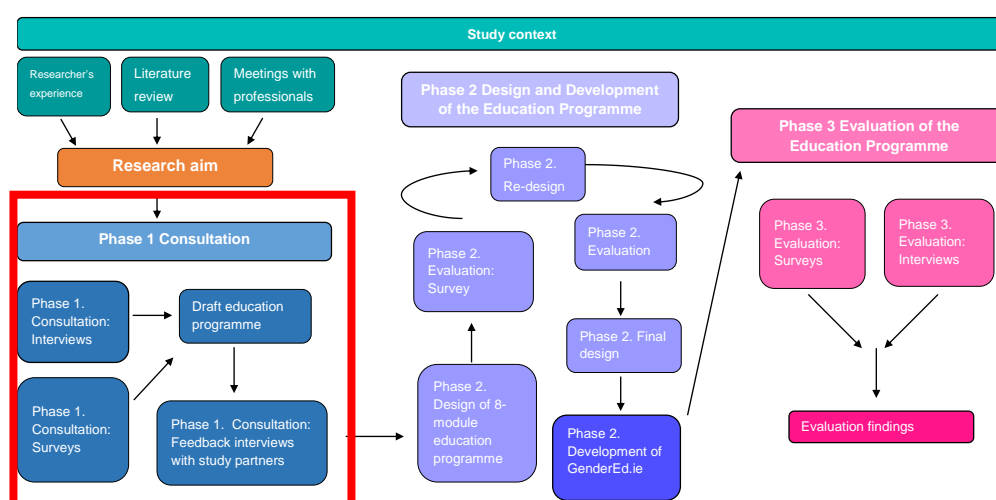 Study context
Researcher's
experience
Literature
review
Meetings with
professionals
Research aim
Phase 1 Consultation
Phase 1.
Consultation:
Interviews
Draft education
programme
Phase 1.
Consultation:
Surveys
Phase 1. Consultation:
Feedback interviews
with study partners
Phase 2 Design and Development
of the Education Programme
Phase 2.
Re-design
Phase 2.
Evaluation:
Survey
Phase 2.
Evaluation
Phase 2. Final
design
Phase 2.
Design of 8-
module
education
programme
Phase 2.
Development of
GenderEd.ie
Phase 3 Evaluation of the
Education Programme
Phase 3.
Evaluation:
Surveys
Phase 3.
Evaluation:
Interviews
Evaluation findings